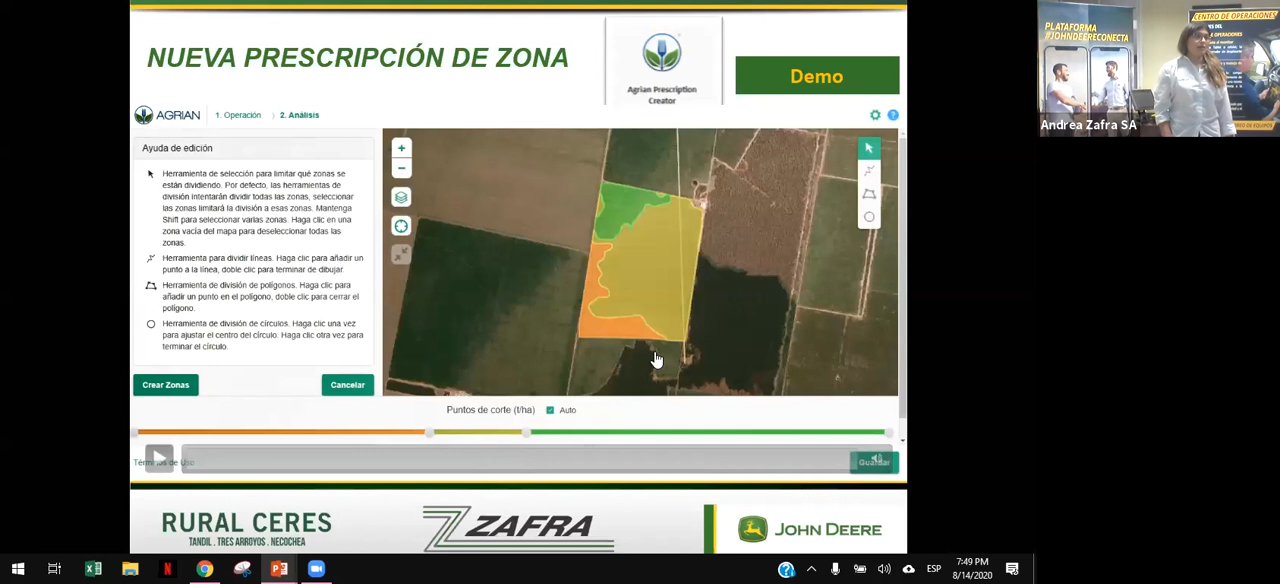 NUEVA PRESCRIPCIÓN DE ZONA
Agrian Prescription
Creator
Demo
AGRIAN
1. Operación
2. Análisis
Ayuda de edición
Herramienta de selección para limitar qué zonas se
están dividiendo. Por defecto, las herramientas de
división intentarán dividir todas las zonas, seleccionar
las zonas limitará la división a esas zonas. Mantenga
Shift para seleccionar varias zonas. Haga clic en una
zona vacía del mapa para deseleccionar todas las
zonas.
Herramienta para dividir líneas. Haga clic para añadir un
punto a la línea, doble clic para terminar de dibujar.
Herramienta de división de polígonos. Haga clic para
añadir un punto en el polígono, doble clic para cerrar el
polígono.
Herramienta de división de círculos. Haga clic una vez
para ajustar el centro del círculo. Haga clic otra vez para
terminar el círculo.
Crear Zonas
Cancelar
Puntos de corte (t/ha)
Auto
Términos de Uso
Guardar
RURAL CERES
TANDIL . TRES ARROYOS . NECOCHEA
ZAFRA
JOHN DEERE
PLATAFORMA
#JOHNDEERECONECTA
CENTRO DE OPERACIONES
Andrea Zafra SA
ESP
7:49 PM
8/14/2020